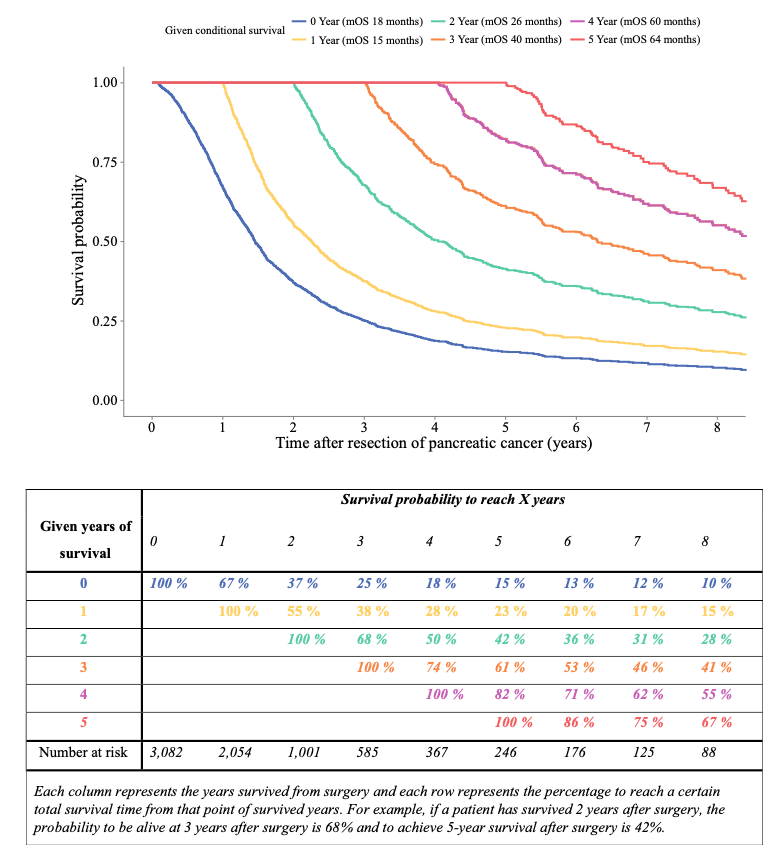 Given conditional survival
0 Year (mOS 18 months) 2 Year (mOS 26 months) 4 Year (mOS 60 months)
1 Year (mOS 15 months) 3 Year (mOS 40 months) 5 Year (mOS 64 months)
Survival probability
1.00
0.75
0.50
0.25
0.00
0 1 2 3 4 5 6 7 8
Time after resection of pancreatic cancer (years)
Survival probability to reach X years
Given years of survival
0 1 2 3 4 5 6 7 8
0 100 % 67 % 37 % 25 % 18 % 15 % 13 % 12 % 10 %
1 100 % 55 % 38 % 28 % 23 % 20 % 17 % 15 %
2 100 % 68 % 50 % 42 % 36 % 31 % 28 %
3 100 % 74 % 61 % 53 % 46 % 41 %
4 100 % 82 % 71 % 62 % 55 %
5 100 % 86 % 75 % 67 %
Number at risk 3,082 2,054 1,001 585 367 246 176 125 88
Each column represents the years survived from surgery and each row represents the percentage to reach a certain
total survival time from that point of survived years. For example, if a patient has survived 2 years after surgery, the
probability to be alive at 3 years after surgery is 68% and to achieve 5-year survival after surgery is 42%.